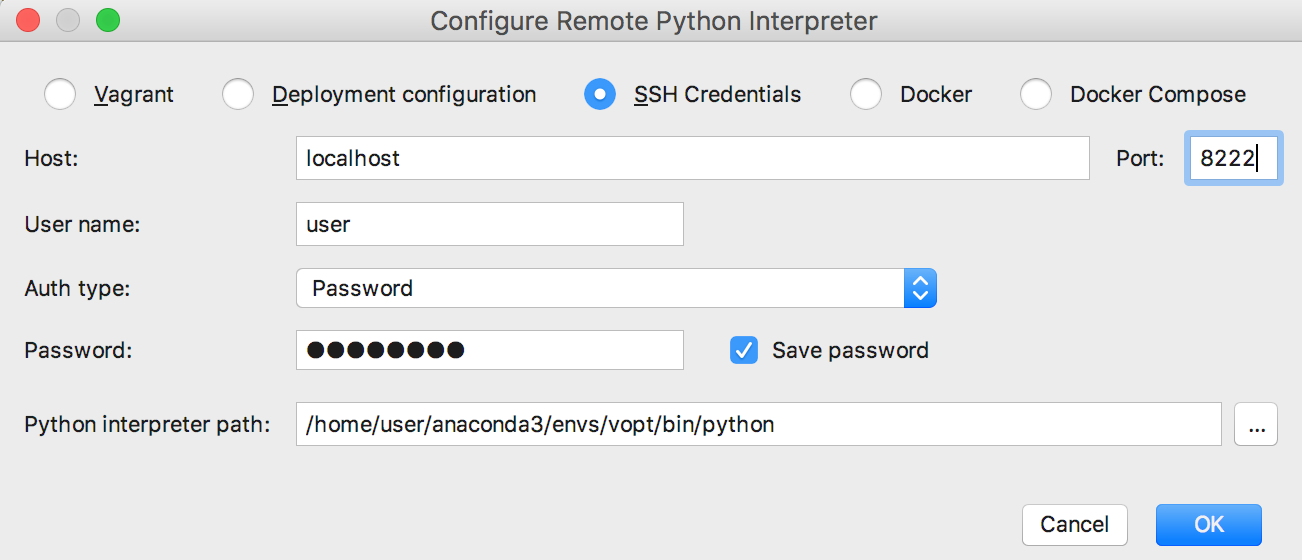 Configure Remote Python Interpreter
Vagrant Deployment configuration SSH Credentials Docker Docker Compose
Host: localhost Port: 8222
User name: user
Auth type: Password
Password: ●●●●●●●● Save password
Python interpreter path: /home/user/anaconda3/envs/vopt/bin/python ...
Cancel OK